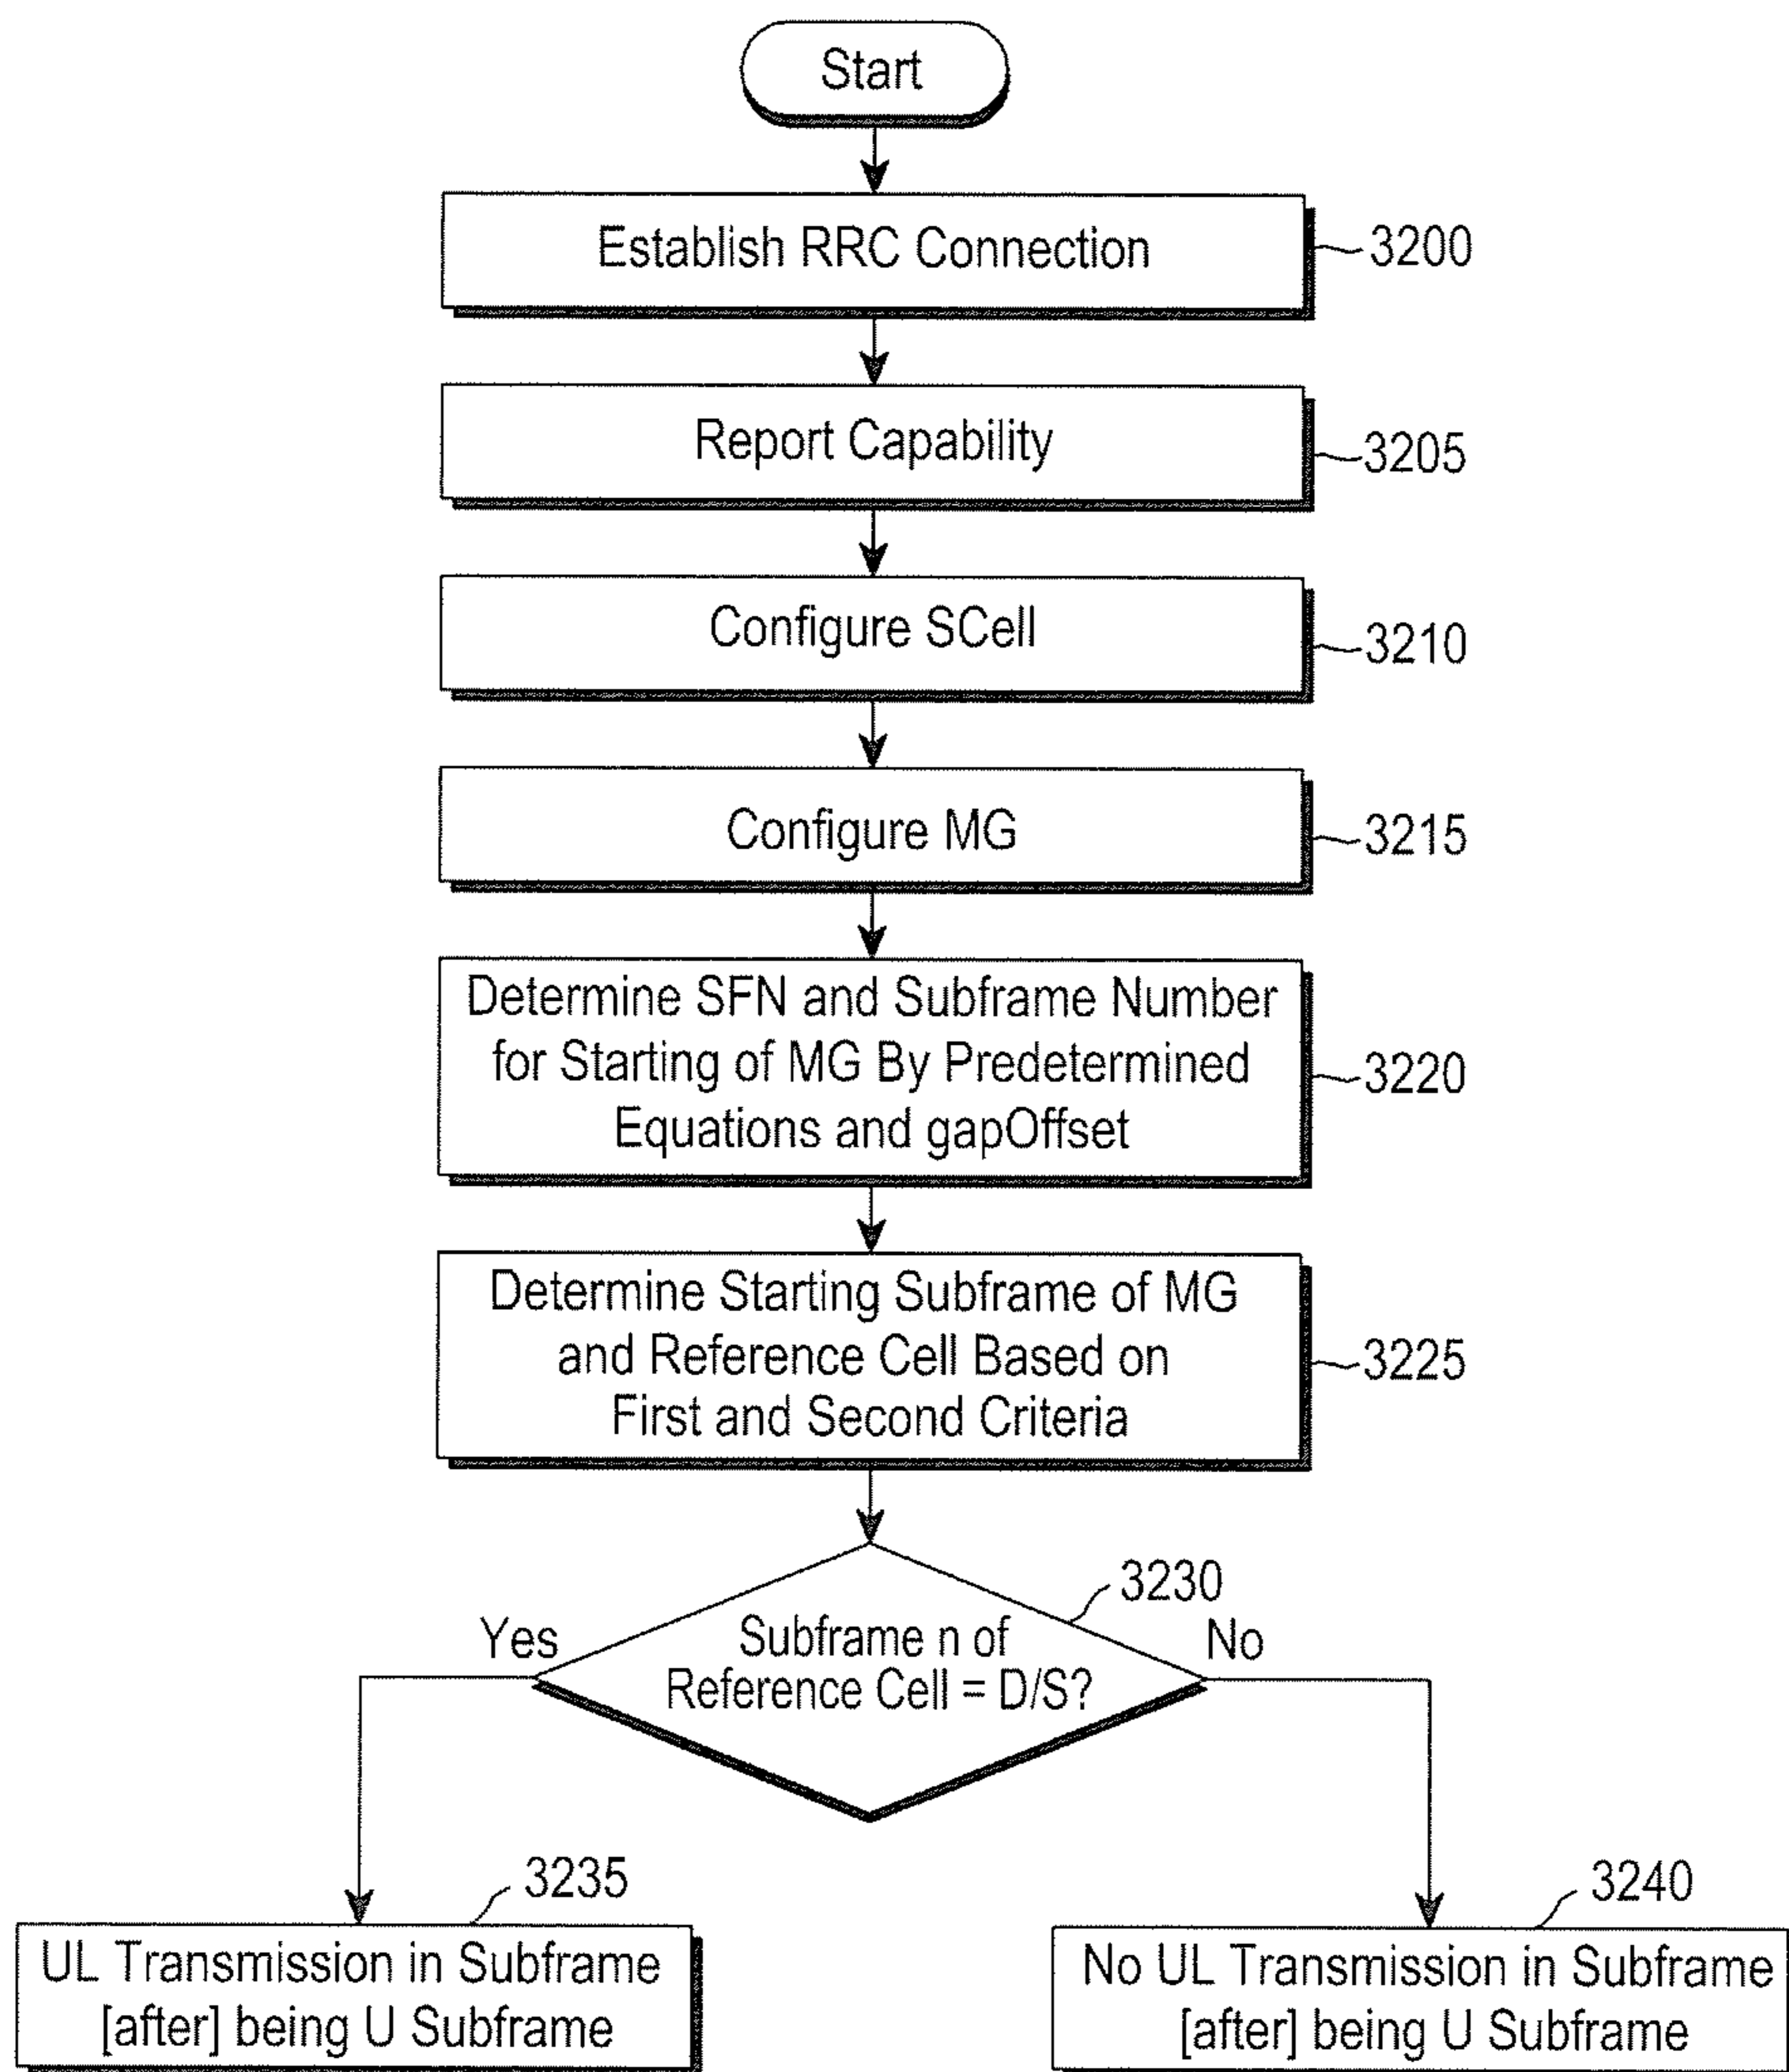 Start
Establish RRC Connection
3200
Report Capability
3205
Configure SCell
3210
Configure MG
3215
Determine SFN and Subframe Number
for Starting of MG By Predetermined
Equations and gapOffset
3220
Determine Starting Subframe of MG
and Reference Cell Based on
First and Second Criteria
3225
3230
Yes
Subframe n of
Reference Cell = D/S?
No
3235
UL Transmission in Subframe
[after] being U Subframe
3240
No UL Transmission in Subframe
[after] being U Subframe